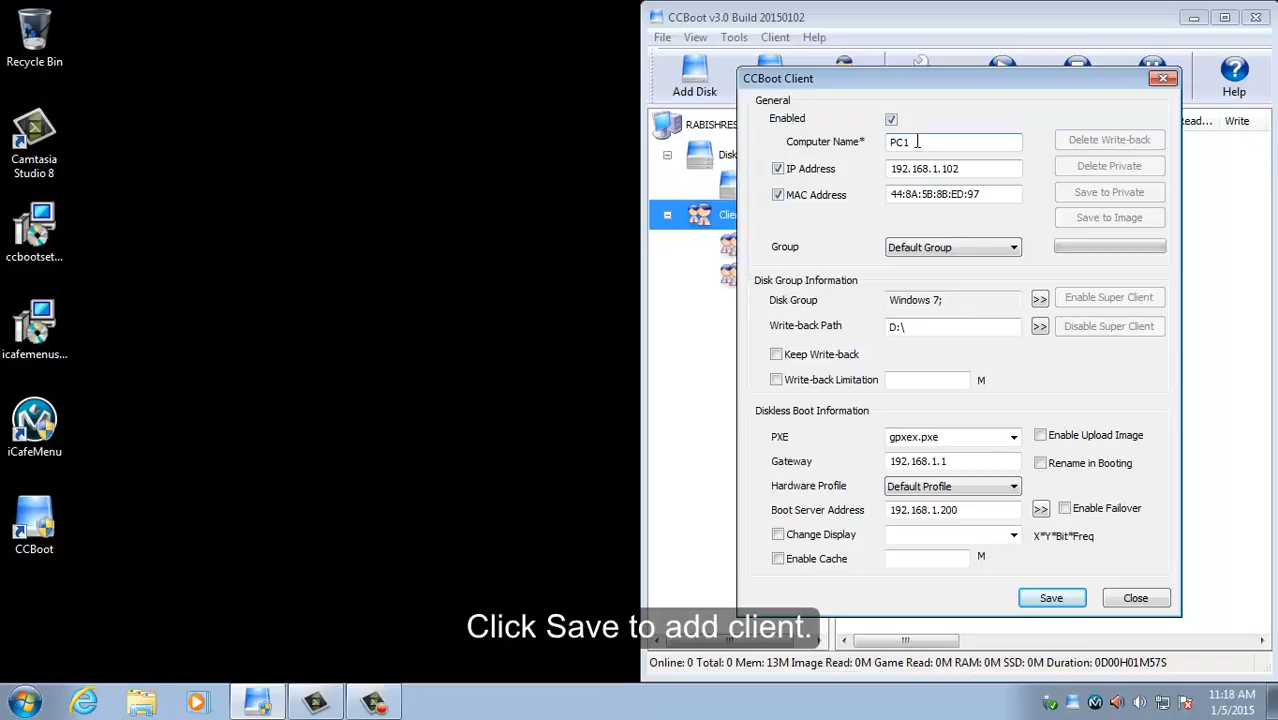 Recycle Bin
Camtasia
Studio 8
ccbootset...
icafemenus...
iCafeMenu
CCBoot
CCBoot v3.0 Build 20150102
File View Tools Client Help
Add Disk
Help
RABISHRES
Read... Write
Disk
Clie
CCBoot Client
General
Enabled
Computer Name* PC1 Delete Write-back
IP Address 192.168.1.102 Delete Private
MAC Address 44:8A:5B:8B:ED:97 Save to Private
Save to Image
Group Default Group
Disk Group Information
Disk Group Windows 7; >> Enable Super Client
Write-back Path D:\ >> Disable Super Client
Keep Write-back
Write-back Limitation M
Diskless Boot Information
PXE gpxex.pxe Enable Upload Image
Gateway 192.168.1.1 Rename in Booting
Hardware Profile Default Profile
Boot Server Address 192.168.1.200 >> Enable Failover
Change Display X*Y*Bit*Freq
Enable Cache M
Save Close
Click Save to add client.
Online: 0 Total: 0 Mem: 13M Image Read: 0M Game Read: 0M RAM: 0M SSD: 0M Duration: 0D00H01M57S
11:18 AM
1/5/2015